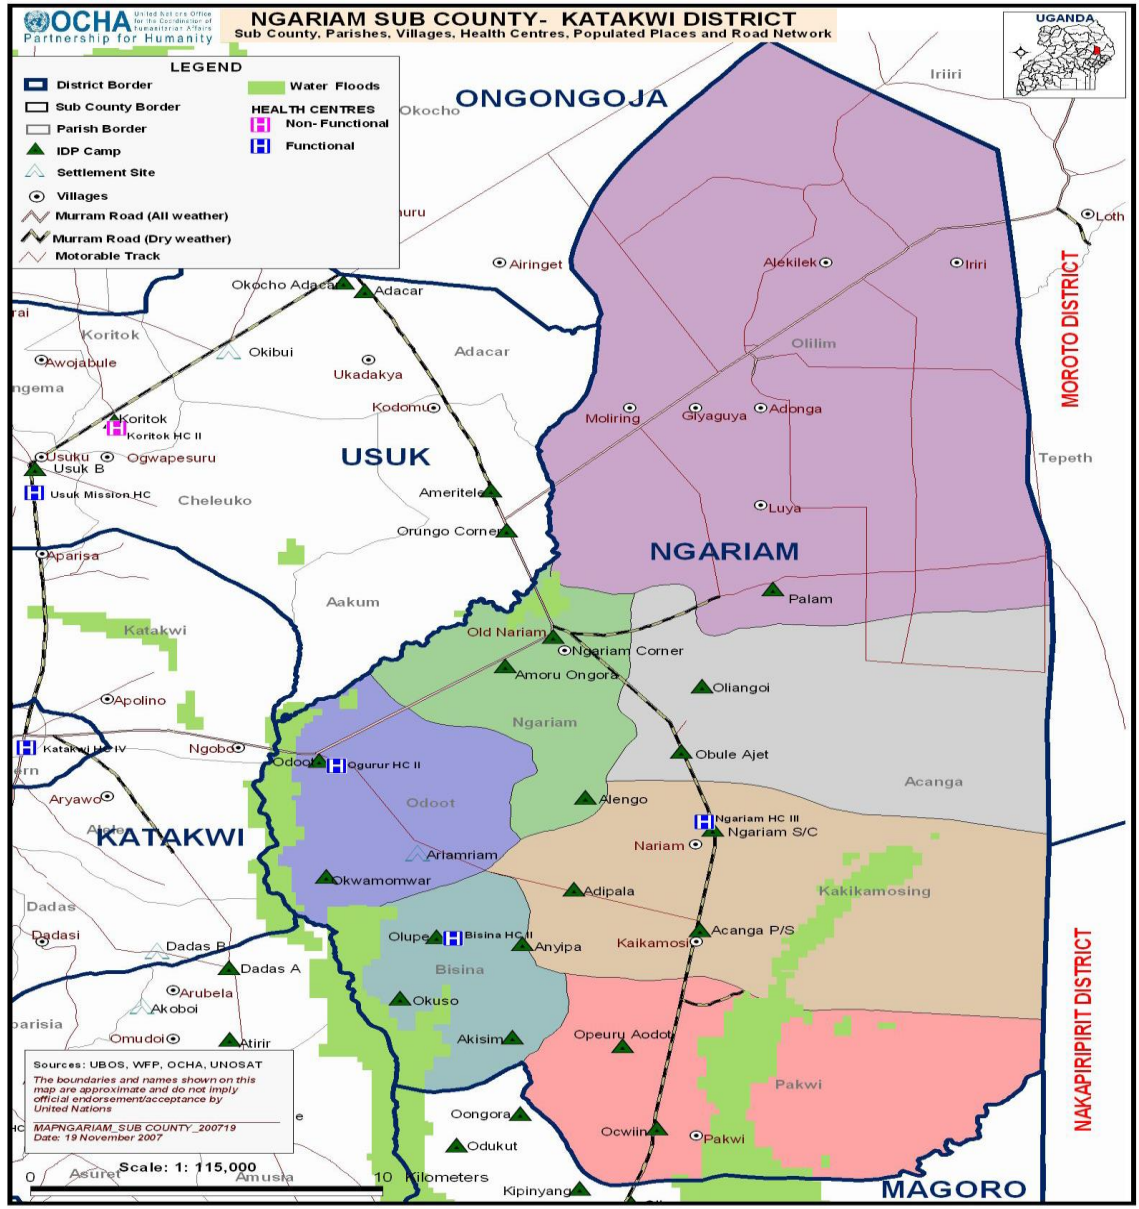 OCHA
United Nations Office
for the Coordination of
Humanitarian Affairs
Partnership for Humanity
NGARIAM SUB COUNTY- KATAKWI DISTRICT
Sub County, Parishes, Villages, Health Centres, Populated Places and Road Network
UGANDA
LEGEND
District Border
Sub County Border
Parish Border
IDP Camp
Settlement Site
Villages
Murram Road (All weather)
Murram Road (Dry weather)
Motorable Track
Water Floods
HEALTH CENTRES
Non- Functional
Functional
ONGONGOJA
Okocho
Iriiri
Loth
Airinget
Alekilek
Iriri
MOROTO DISTRICT
Okocho Adacar
Adacar
Koritok
Okibui
Adacar
Olilim
Awojabule
Ukadakya
Kodomu
Moliring
Giyaguya
Adonga
Koritok
Koritok HC II
USUK
Usuku
Ogwapesuru
Usuk B
Tepeth
Usuk Mission HC
Cheleuko
Ameritele
Orungo Corner
Luya
NGARIAM
Aparisa
Aakum
Palam
Katakwi
Old Nariam
Ngariam Corner
Amoru Ongora
Oliangoi
Apolino
Ngariam
Ngobo
Katakwi HC IV
Obule Ajet
Odoot
Ogurur HC II
Acanga
Aryawo
Odoot
Alengo
KATAKWI
Ngariam HC III
Ngariam S/C
Nariam
Ariamriam
Okwamomwar
Adipala
Kakikamosing
Dadas
Dadasi
Dadas B
Olupe
Bisina HC II
Anyipa
Acanga P/S
Kaikamosi
Dadas A
Bisina
Arubela
Okuso
Akoboi
Omudoi
Atirir
Akisim
Opeuru Aodot
NAKAPIRIPIRIT DISTRICT
Pakwi
Oongora
Ocwiin
Pakwi
Odukut
Kipinyang
MAGORO
Sources: UBOS, WFP, OCHA, UNOSAT
The boundaries and names shown on this
map are approximate and do not imply
official endorsement/acceptance by
United Nations
MAPNGARIAM_SUB COUNTY_200719
Date: 19 November 2007
Scale: 1: 115,000
Asuret
Amusia
0
10
Kilometers